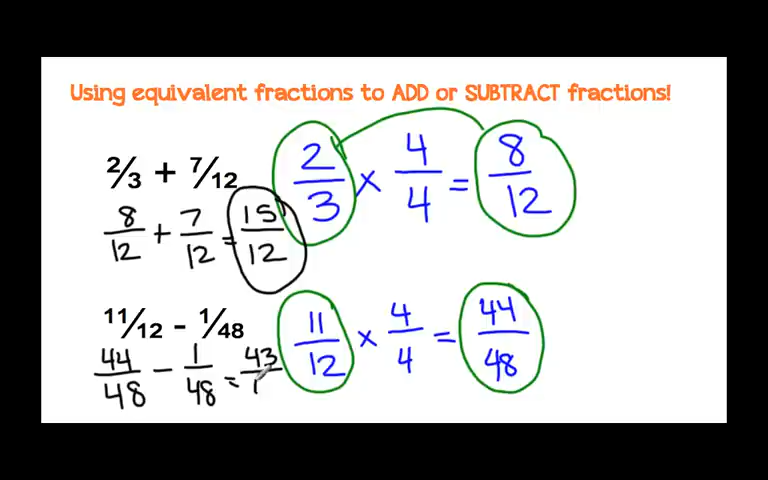 Using equivalent fractions to ADD or SUBTRACT fractions!
2/3 + 7/12
2/3 x 4/4 = 8/12
8/12 + 7/12 = 15/12
11/12 - 1/48
11/12 x 4/4 = 44/48
44/48 - 1/48 = 43/